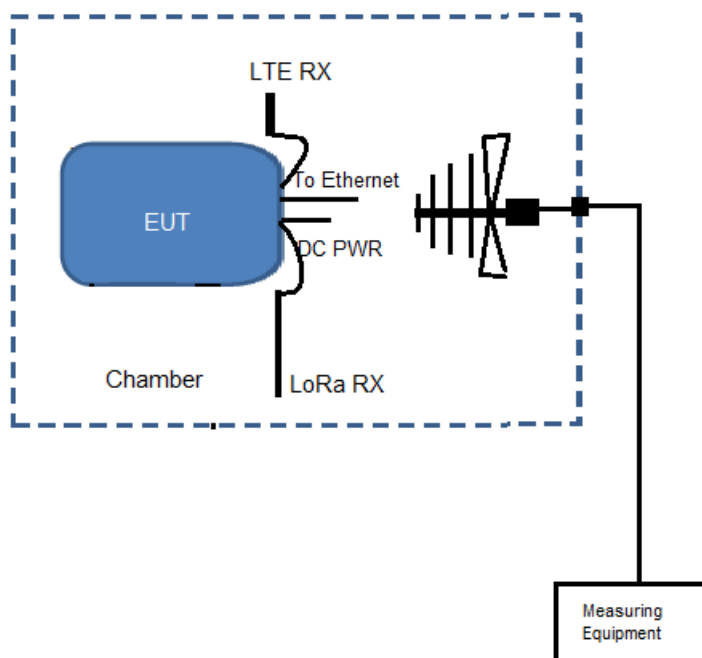 LTE RX
To Ethernet
EUT
DC PWR
Chamber
LoRa RX
Measuring
Equipment